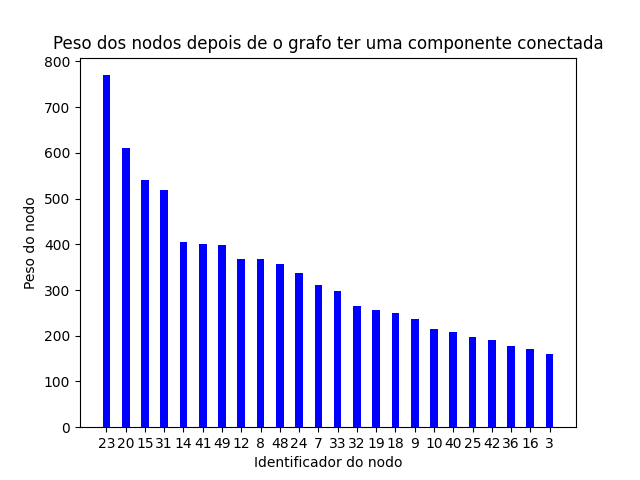 Peso dos nodos depois de o grafo ter uma componente conectada
800
700
600
500
400
300
200
100
0
Peso do nodo
23 20 15 31 14 41 49 12 8 48 24 7 33 32 19 18 9 10 40 25 42 36 16 3
Identificador do nodo